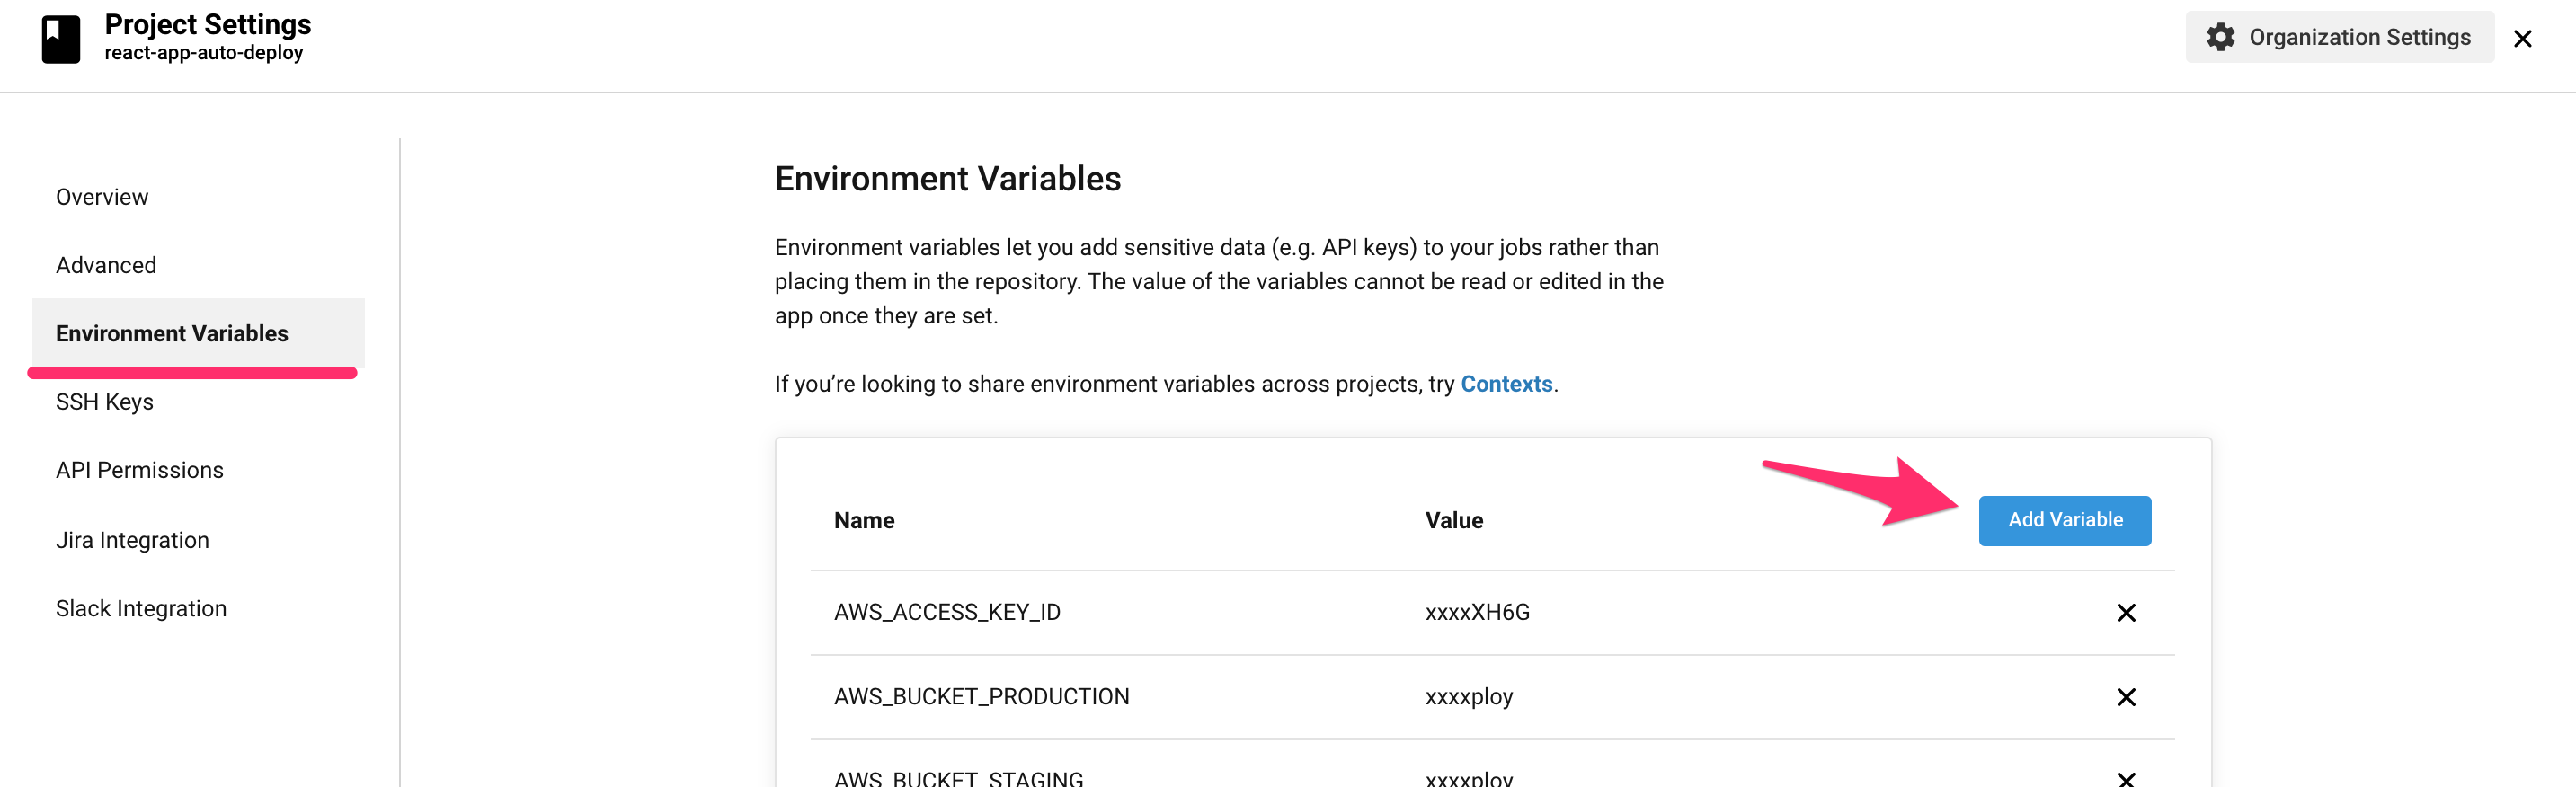 Project Settings
react-app-auto-deploy
Organization Settings
Overview
Advanced
Environment Variables
SSH Keys
API Permissions
Jira Integration
Slack Integration
Environment Variables
Environment variables let you add sensitive data (e.g. API keys) to your jobs rather than
placing them in the repository. The value of the variables cannot be read or edited in the
app once they are set.
If you’re looking to share environment variables across projects, try Contexts.
Name Value Add Variable
AWS_ACCESS_KEY_ID xxxxXH6G
AWS_BUCKET_PRODUCTION xxxxploy
AWS_BUCKET_STAGING xxxxploy